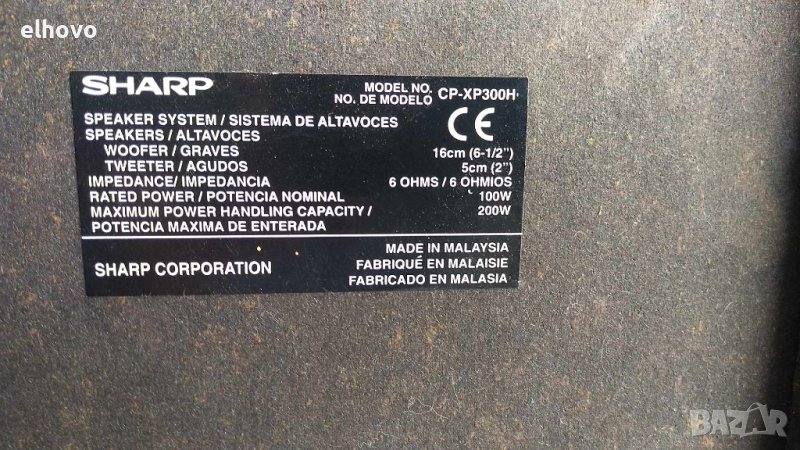 elhovo
SHARP
MODEL NO.
NO. DE MODELO CP-XP300H
SPEAKER SYSTEM / SISTEMA DE ALTAVOCES
SPEAKERS / ALTAVOCES
CE
WOOFER / GRAVES 16cm (6-1/2")
TWEETER / AGUDOS 5cm (2")
IMPEDANCE/ IMPEDANCIA 6 OHMS / 6 OHMIOS
RATED POWER / POTENCIA NOMINAL 100W
MAXIMUM POWER HANDLING CAPACITY / 200W
POTENCIA MAXIMA DE ENTERADA
SHARP CORPORATION
MADE IN MALAYSIA
FABRIQUÉ EN MALAISIE
FABRICADO EN MALASIA
BAZAR